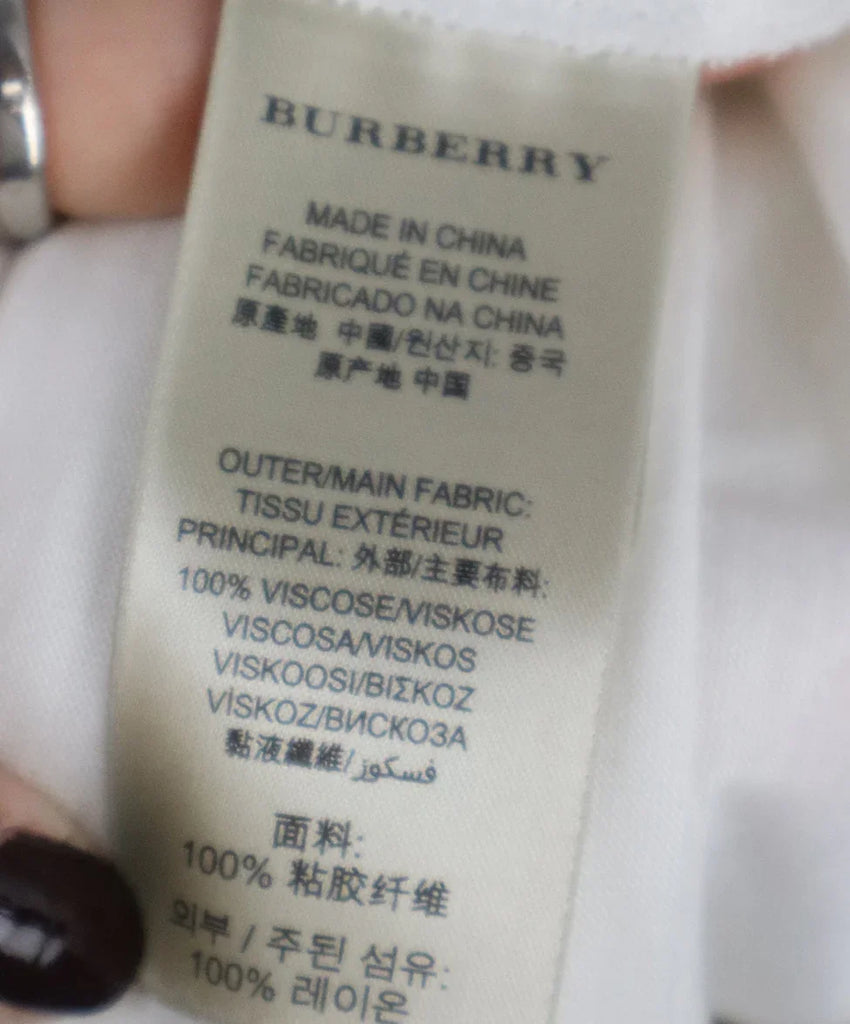 BURBERRY
MADE IN CHINA
FABRIQUÉ EN CHINE
FABRICADO NA CHINA
原產地 中國/원산지: 중국
原产地 中国
OUTER/MAIN FABRIC:
TISSU EXTÉRIEUR
PRINCIPAL: 外部/主要布料:
100% VISCOSE/VISKOSE
VISCOSA/VISKOS
VISKOOSI/ΒΙΣΚΟΖ
VİSKOZ/ВИСКОЗА
黏液纖維/فسكوز
面料:
100% 粘胶纤维
외부 / 주된 섬유:
100% 레이온